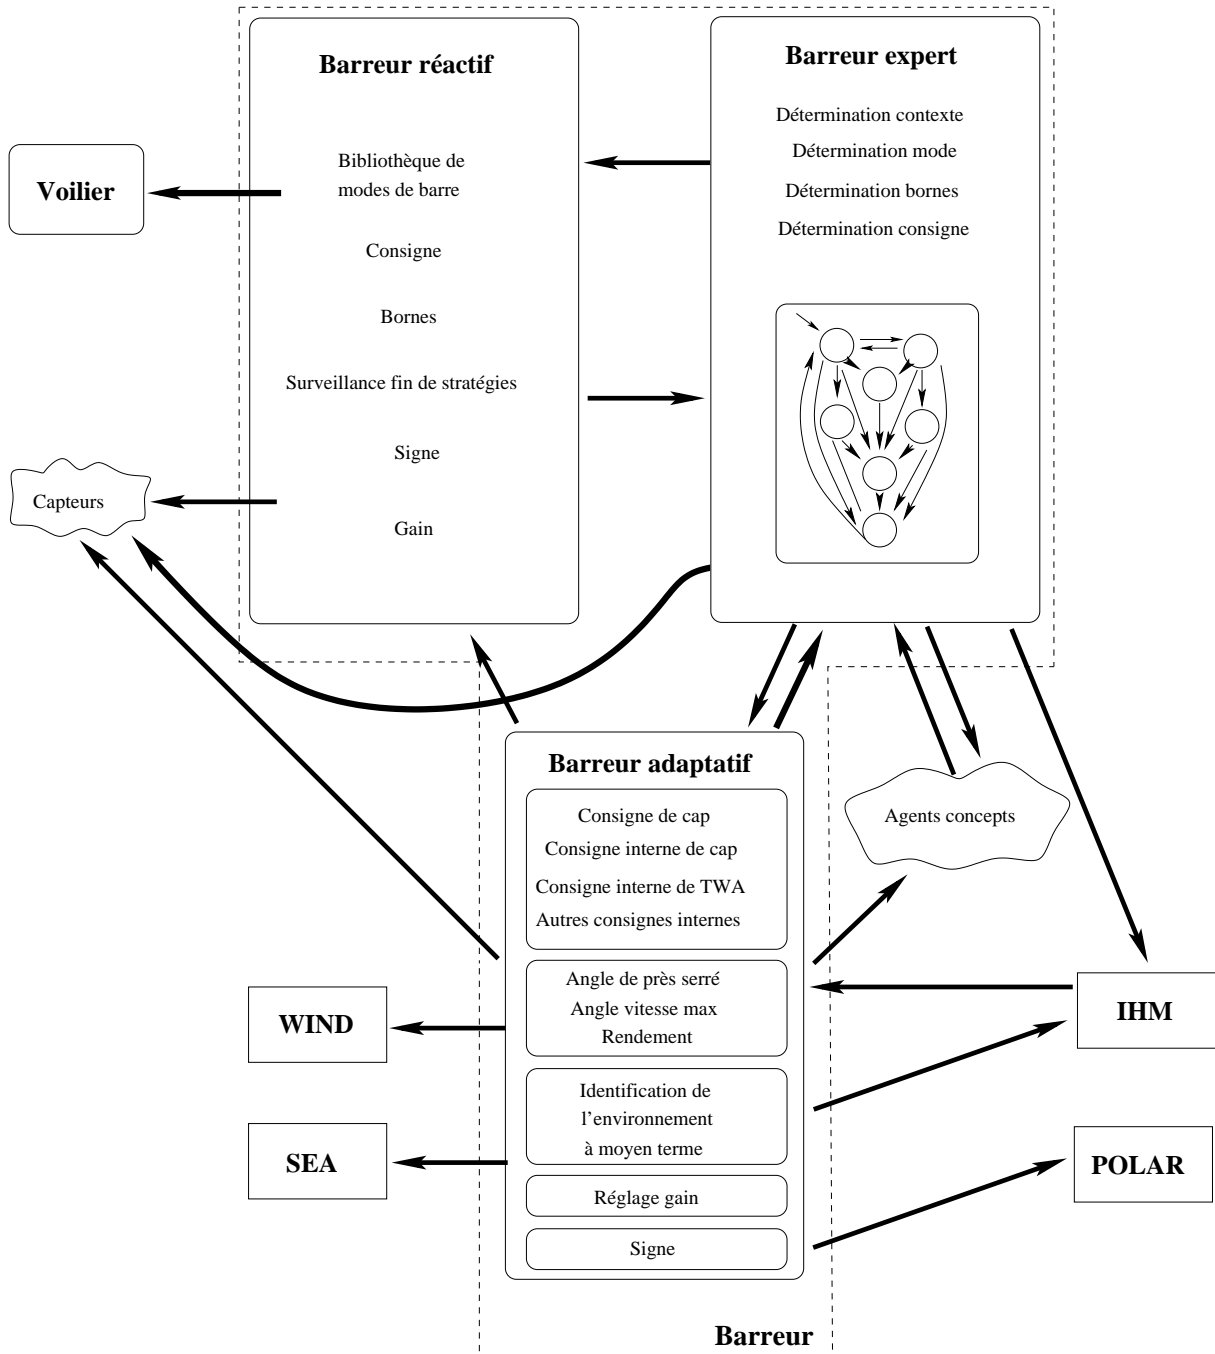 Barreur réactif
Bibliothèque de
modes de barre
Consigne
Bornes
Surveillance fin de stratégies
Signe
Gain
Barreur expert
Détermination contexte
Détermination mode
Détermination bornes
Détermination consigne
Voilier
Capteurs
Barreur adaptatif
Consigne de cap
Consigne interne de cap
Consigne interne de TWA
Autres consignes internes
Angle de près serré
Angle vitesse max
Rendement
Identification de
l'environnement
à moyen terme
Réglage gain
Signe
Agents concepts
WIND
SEA
IHM
POLAR
Barreur